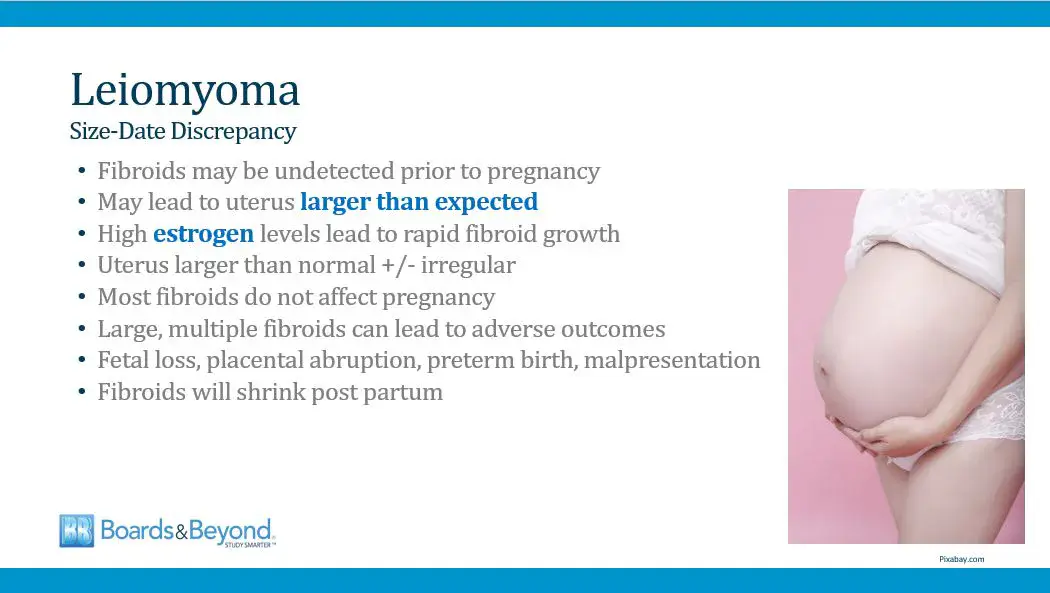 Leiomyoma
Size-Date Discrepancy
• Fibroids may be undetected prior to pregnancy
• May lead to uterus larger than expected
• High estrogen levels lead to rapid fibroid growth
• Uterus larger than normal +/- irregular
• Most fibroids do not affect pregnancy
• Large, multiple fibroids can lead to adverse outcomes
• Fetal loss, placental abruption, preterm birth, malpresentation
• Fibroids will shrink post partum
BB Boards&Beyond.
STUDY SMARTER™
Pixabay.com